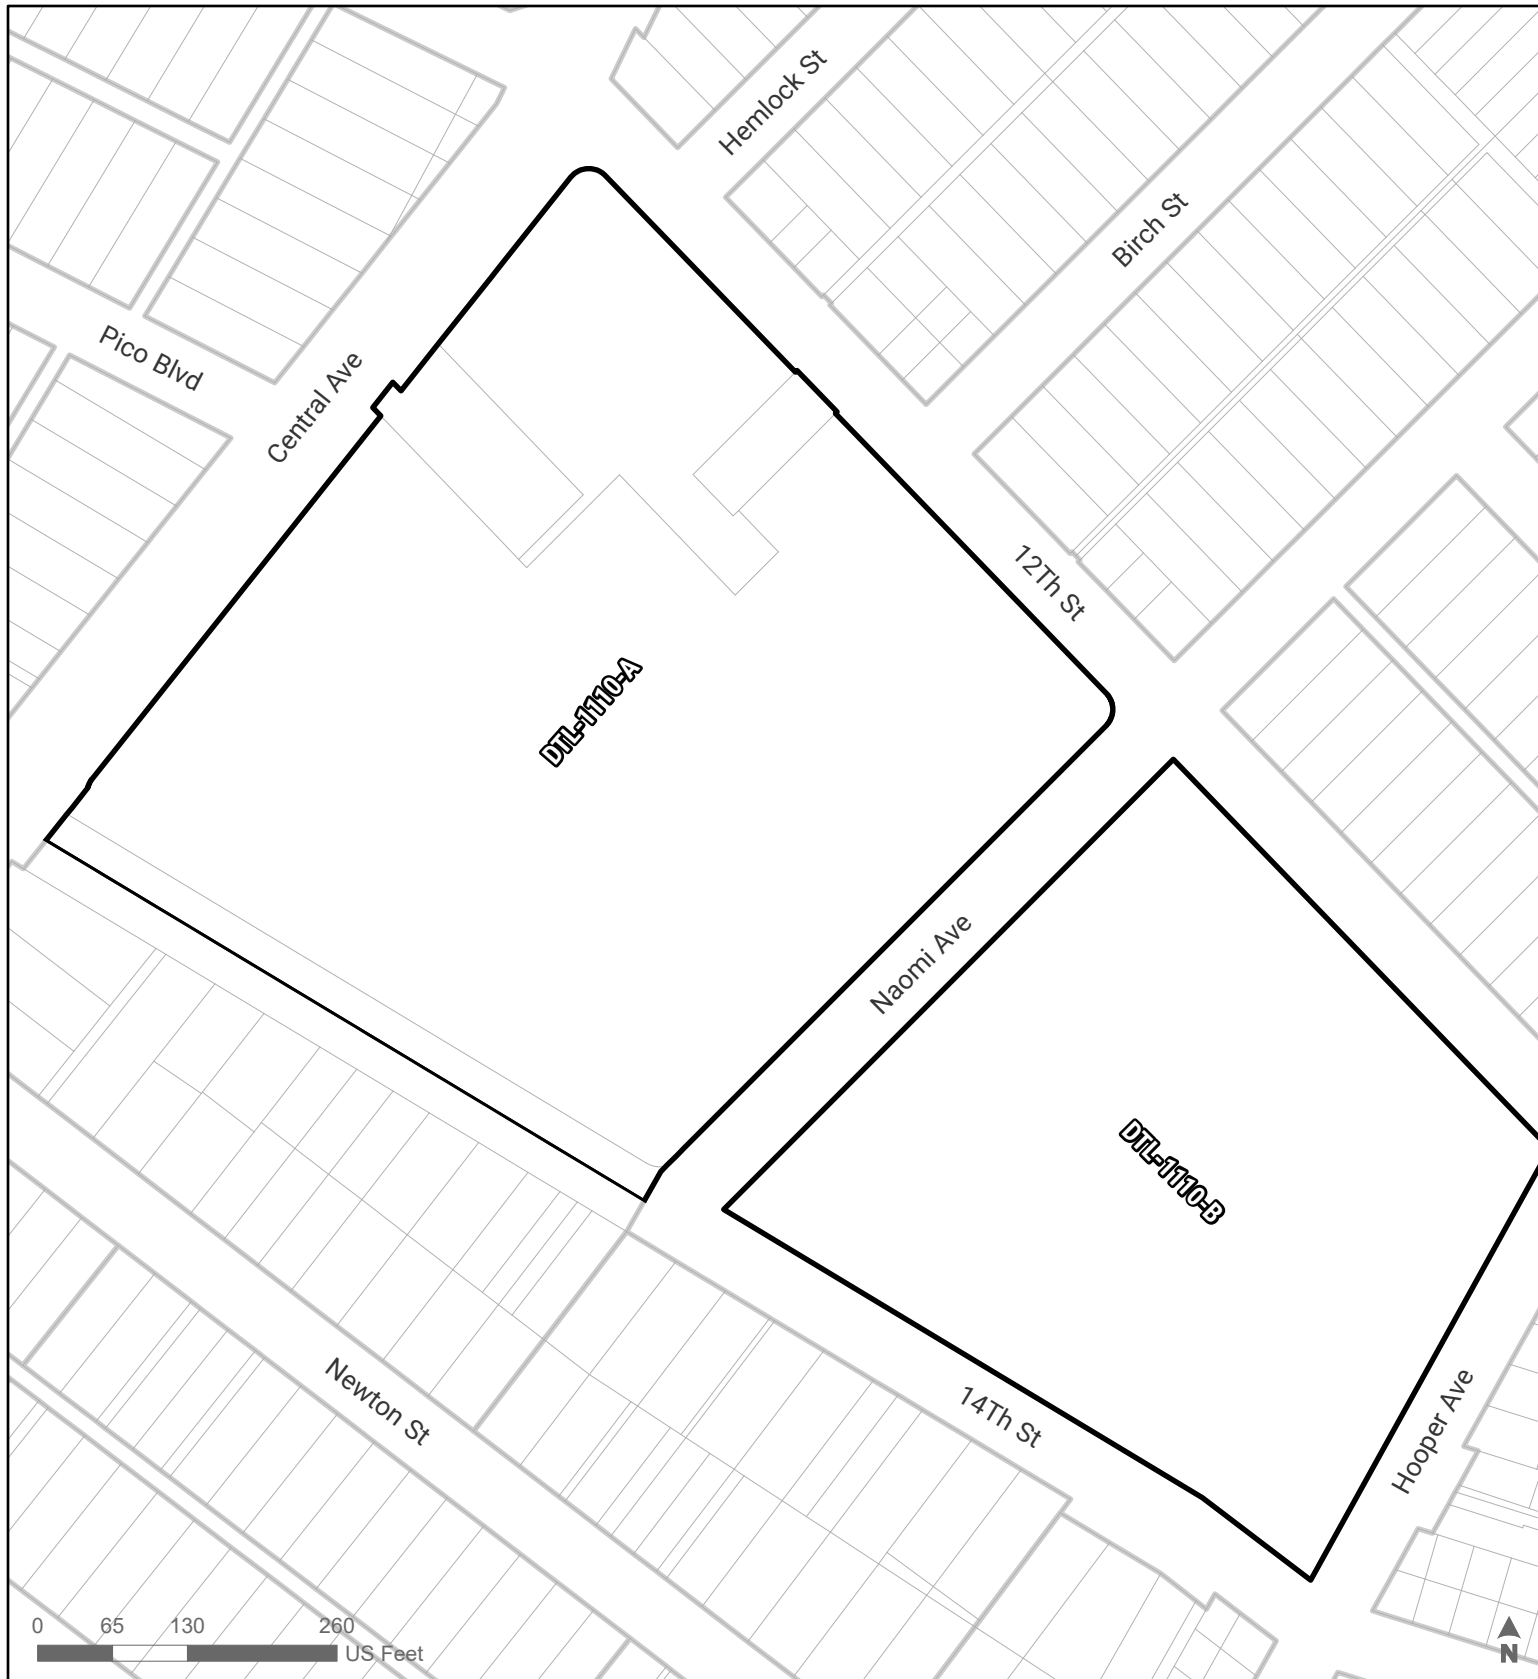 Hemlock St
Birch St
Pico Blvd
Central Ave
12Th St
DTL-1110-A
Naomi Ave
DTL-1110-B
Newton St
14Th St
Hooper Ave
0 65 130 260
US Feet
N